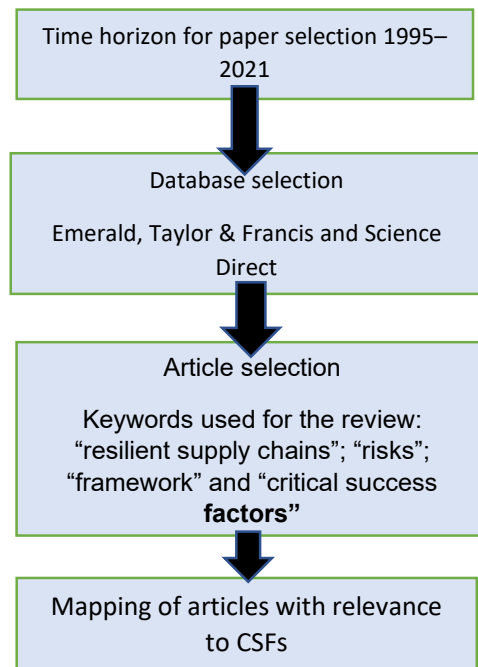 Time horizon for paper selection 1995–
2021
Database selection
Emerald, Taylor & Francis and Science
Direct
Article selection
Keywords used for the review:
“resilient supply chains”; “risks”;
“framework” and “critical success
factors”
Mapping of articles with relevance
to CSFs